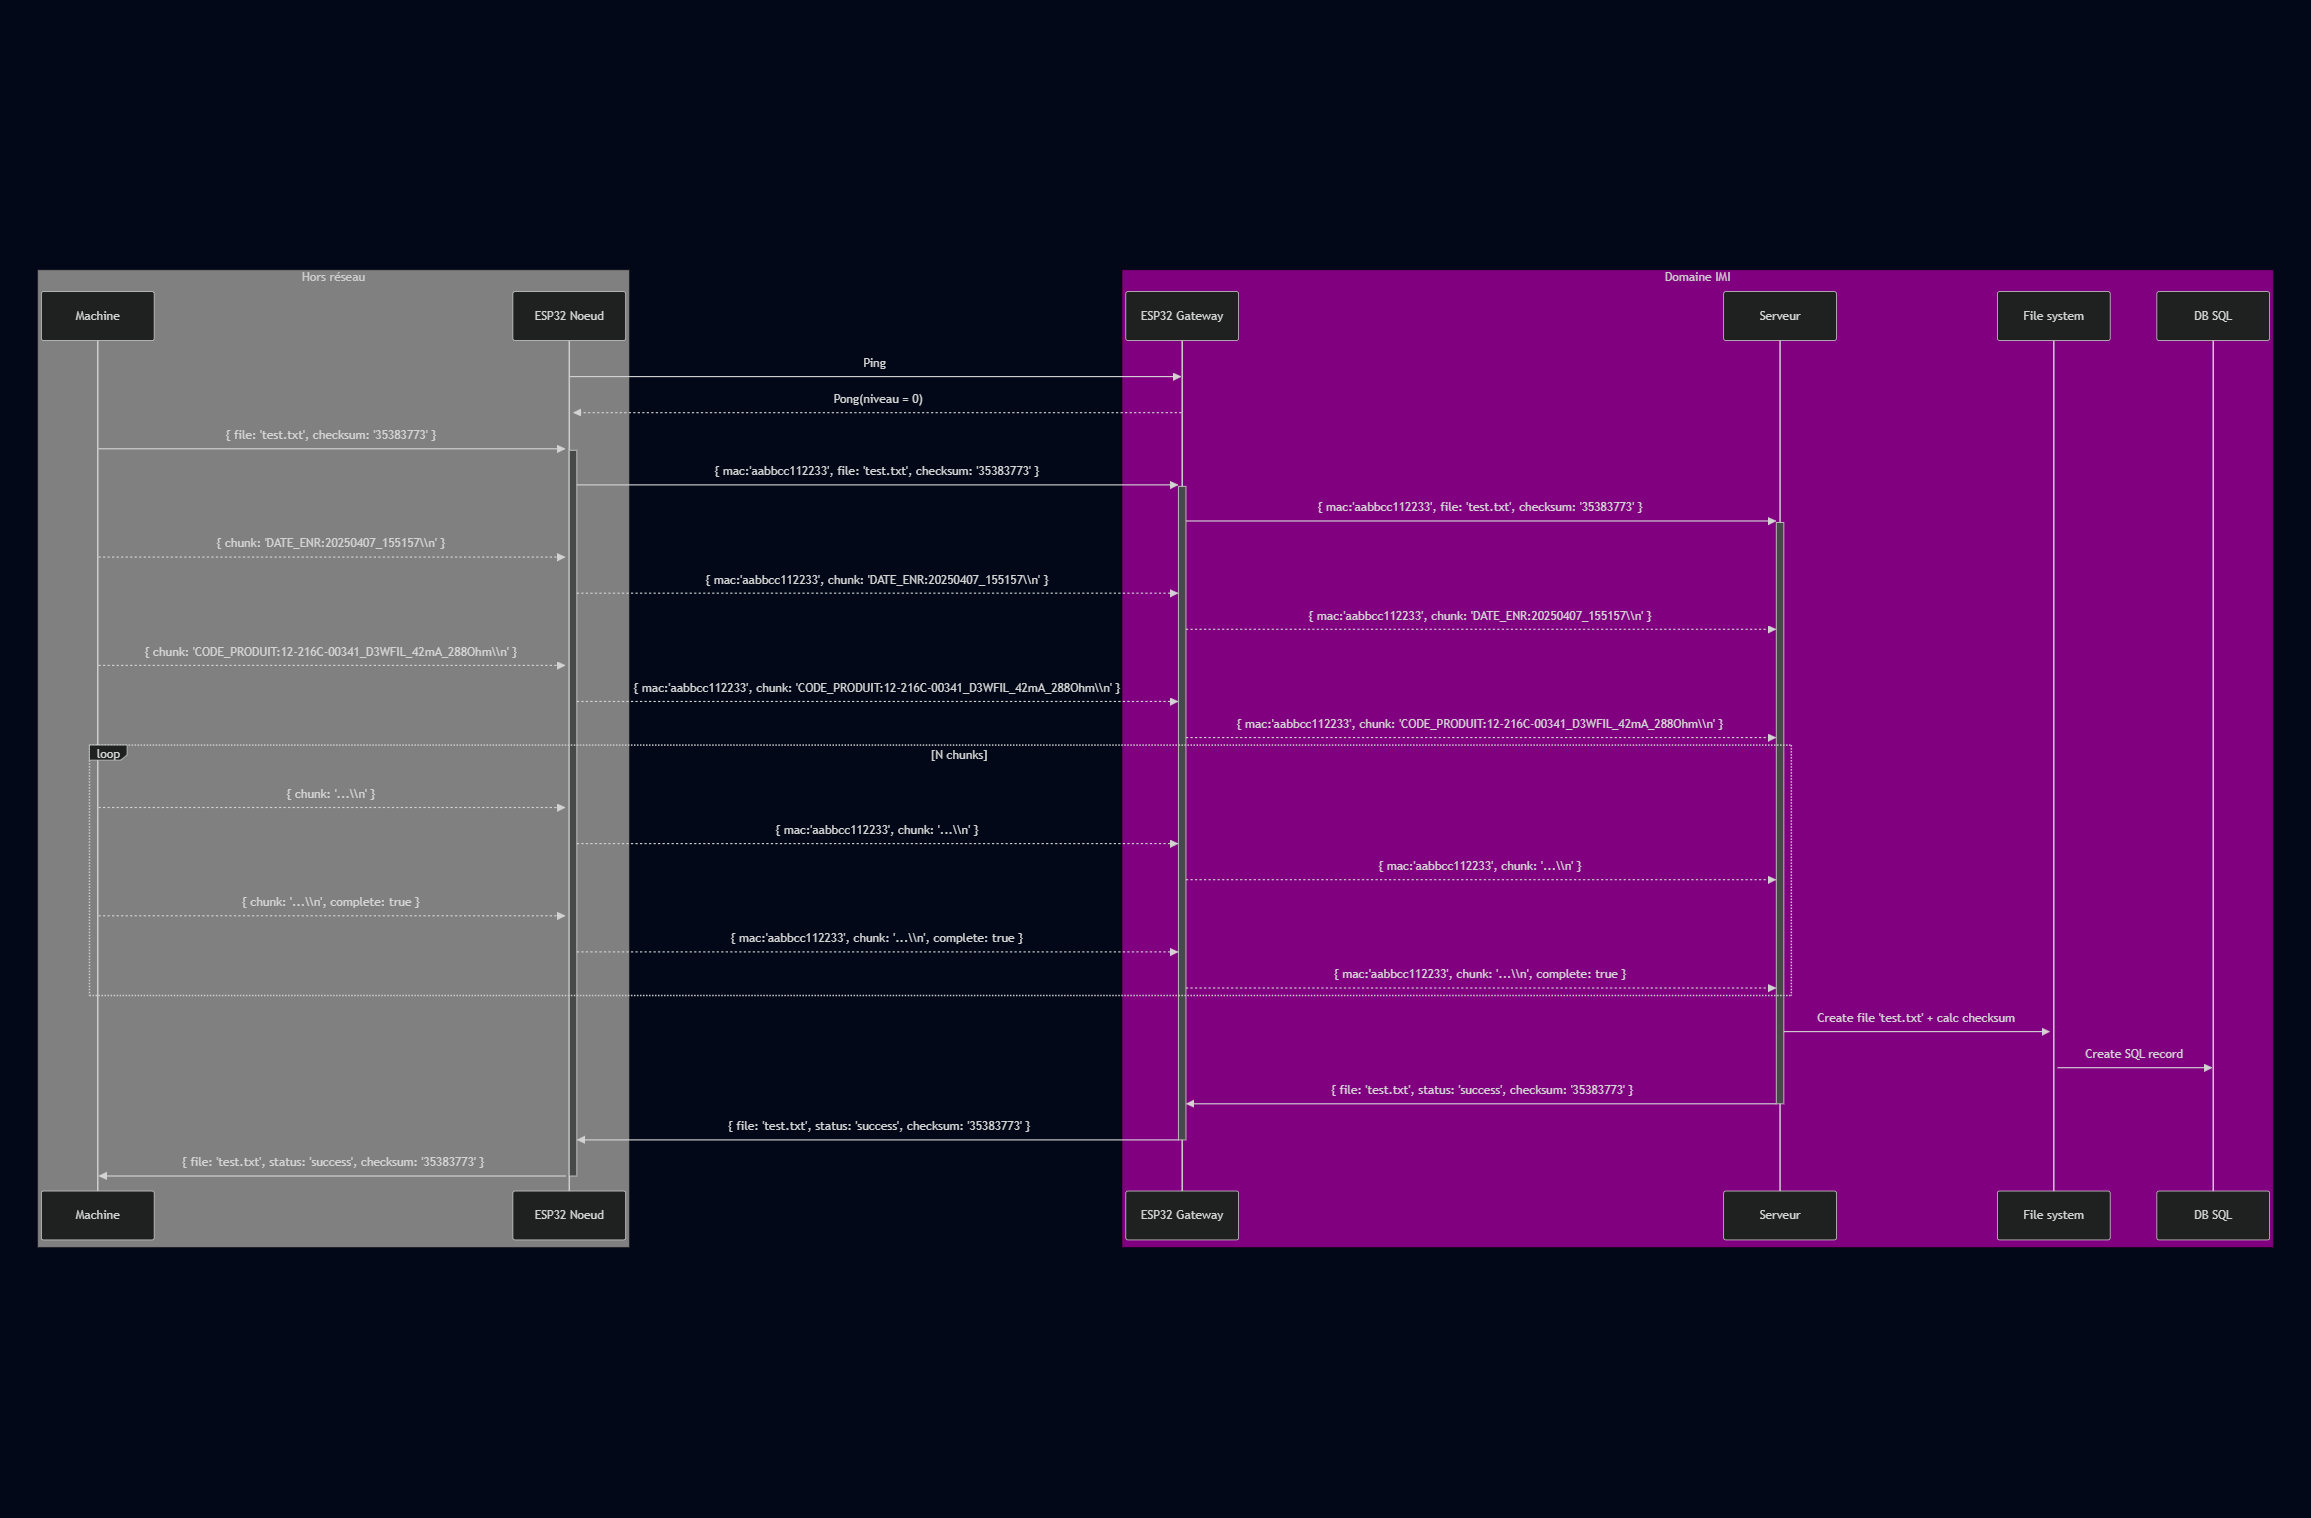 Hors réseau
Domaine IMI
Machine
ESP32 Noeud
ESP32 Gateway
Serveur
File system
DB SQL
Ping
Pong(niveau = 0)
{ file: 'test.txt', checksum: '35383773' }
{ mac:'aabbcc112233', file: 'test.txt', checksum: '35383773' }
{ mac:'aabbcc112233', file: 'test.txt', checksum: '35383773' }
{ chunk: 'DATE_ENR:20250407_155157\\n' }
{ mac:'aabbcc112233', chunk: 'DATE_ENR:20250407_155157\\n' }
{ mac:'aabbcc112233', chunk: 'DATE_ENR:20250407_155157\\n' }
{ chunk: 'CODE_PRODUIT:12-216C-00341_D3WFIL_42mA_288Ohm\\n' }
{ mac:'aabbcc112233', chunk: 'CODE_PRODUIT:12-216C-00341_D3WFIL_42mA_288Ohm\\n' }
{ mac:'aabbcc112233', chunk: 'CODE_PRODUIT:12-216C-00341_D3WFIL_42mA_288Ohm\\n' }
loop
[N chunks]
{ chunk: '...\\n' }
{ mac:'aabbcc112233', chunk: '...\\n' }
{ mac:'aabbcc112233', chunk: '...\\n' }
{ chunk: '...\\n', complete: true }
{ mac:'aabbcc112233', chunk: '...\\n', complete: true }
{ mac:'aabbcc112233', chunk: '...\\n', complete: true }
Create file 'test.txt' + calc checksum
Create SQL record
{ file: 'test.txt', status: 'success', checksum: '35383773' }
{ file: 'test.txt', status: 'success', checksum: '35383773' }
{ file: 'test.txt', status: 'success', checksum: '35383773' }
Machine
ESP32 Noeud
ESP32 Gateway
Serveur
File system
DB SQL